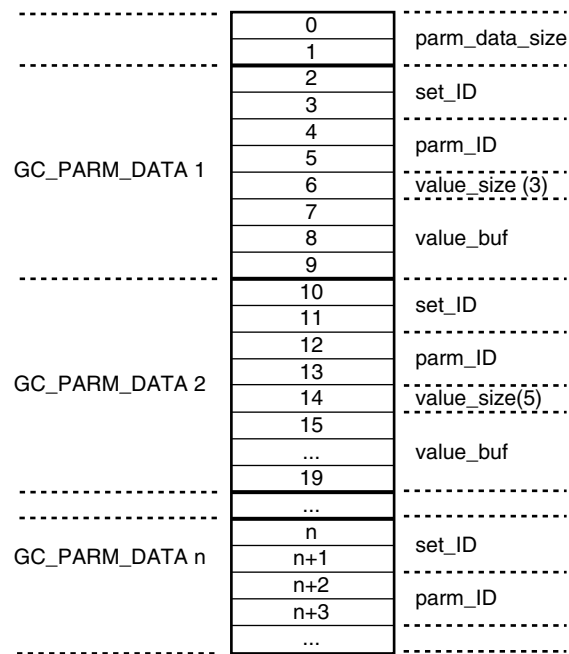 0
1
parm_data_size
GC_PARM_DATA 1
2
3
set_ID
4
5
parm_ID
6
value_size (3)
7
8
9
value_buf
GC_PARM_DATA 2
10
11
set_ID
12
13
parm_ID
14
value_size(5)
15
...
19
value_buf
...
GC_PARM_DATA n
n
n+1
set_ID
n+2
n+3
parm_ID
...